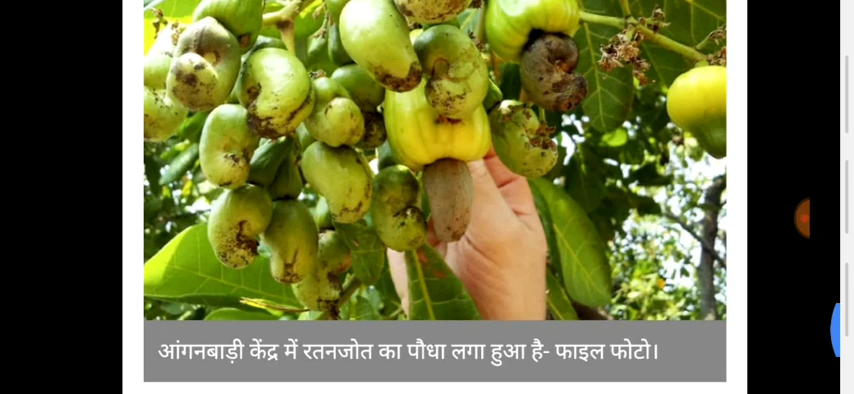 आंगनबाड़ी केंद्र में रतनजोत का पौधा लगा हुआ है- फाइल फोटो।